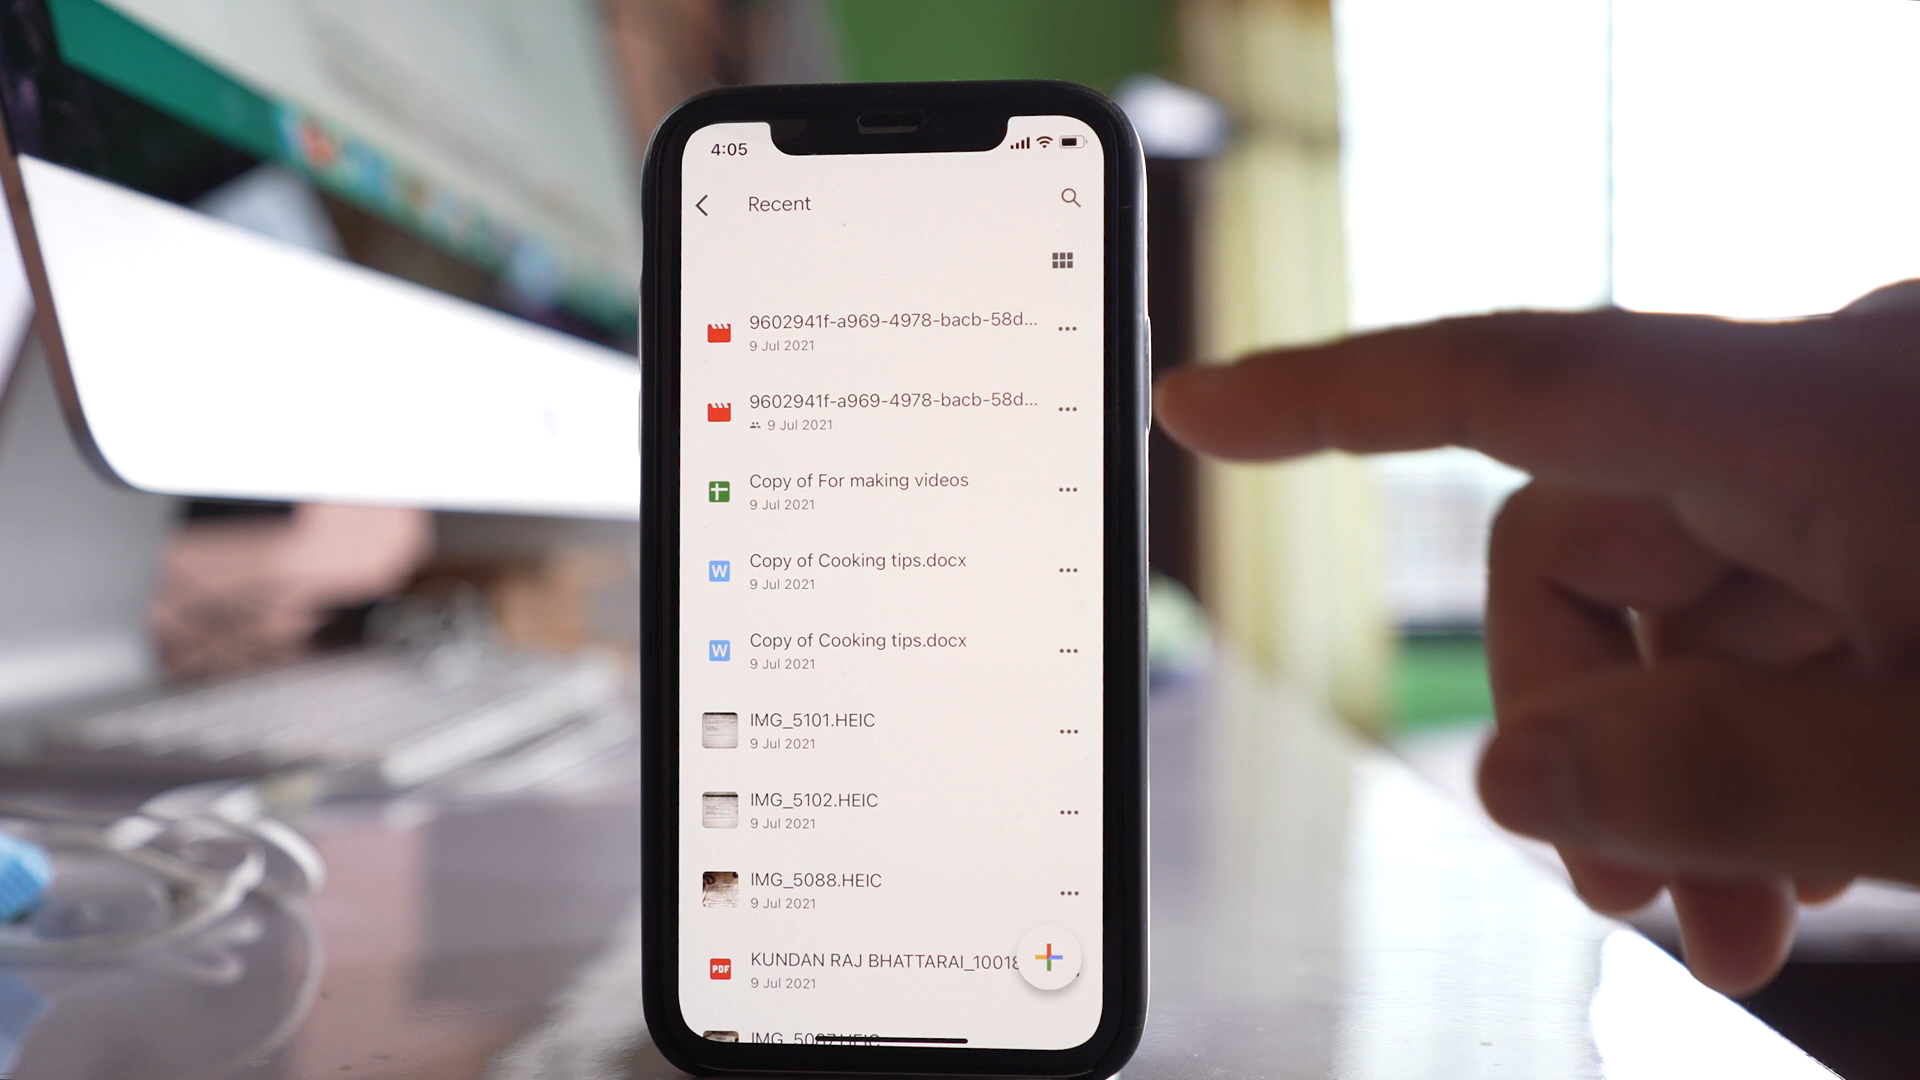 4:05
Recent
9602941f-a969-4978-bacb-58d...
9 Jul 2021
9602941f-a969-4978-bacb-58d...
9 Jul 2021
Copy of For making videos
9 Jul 2021
W
Copy of Cooking tips.docx
9 Jul 2021
W
Copy of Cooking tips.docx
9 Jul 2021
IMG_5101.HEIC
9 Jul 2021
IMG_5102.HEIC
9 Jul 2021
IMG_5088.HEIC
9 Jul 2021
PDF
KUNDAN RAJ BHATTARAI_10018
9 Jul 2021
IMG_5087.HEIC